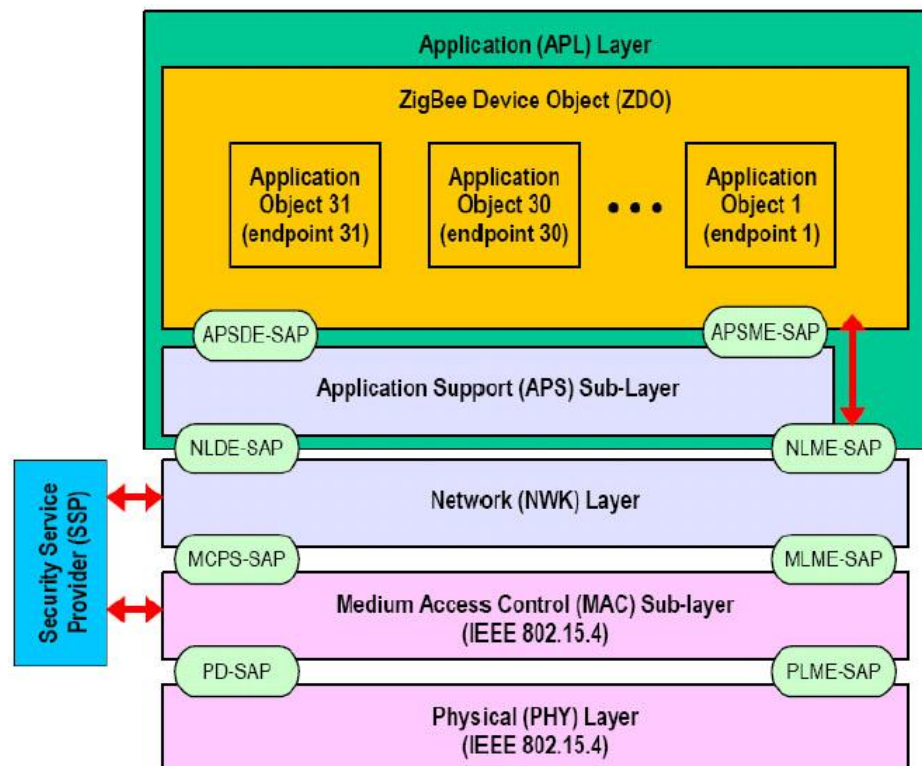 Application (APL) Layer
ZigBee Device Object (ZDO)
Application
Object 31
(endpoint 31)
Application
Object 30
(endpoint 30)
• • •
Application
Object 1
(endpoint 1)
APSDE-SAP
APSME-SAP
Application Support (APS) Sub-Layer
NLDE-SAP
NLME-SAP
Security Service
Provider (SSP)
Network (NWK) Layer
MCPS-SAP
MLME-SAP
Medium Access Control (MAC) Sub-layer
(IEEE 802.15.4)
PD-SAP
PLME-SAP
Physical (PHY) Layer
(IEEE 802.15.4)